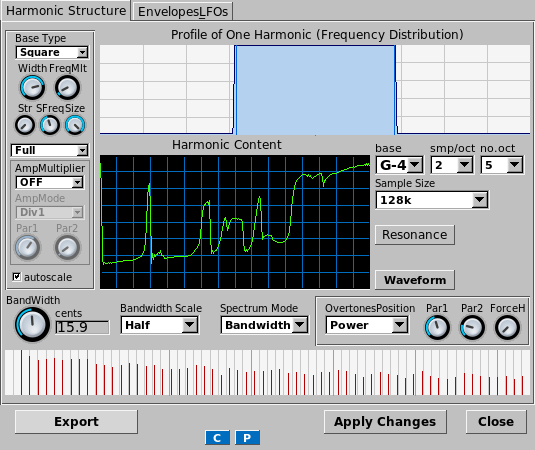 Harmonic Structure
Envelopes LFOs
Base Type
Square
Width FreqMlt
Str SFreq Size
Full
AmpMultiplier
OFF
AmpMode
Div1
Par1 Par2
autoscale
Profile of One Harmonic (Frequency Distribution)
Harmonic Content
base smp/oct no.oct
G-4 2 5
Sample Size
128k
Resonance
Waveform
BandWidth
cents
15.9
Bandwidth Scale
Half
Spectrum Mode
Bandwidth
OvertonesPosition
Power
Par1 Par2 ForceH
Export
Apply Changes
Close
C P